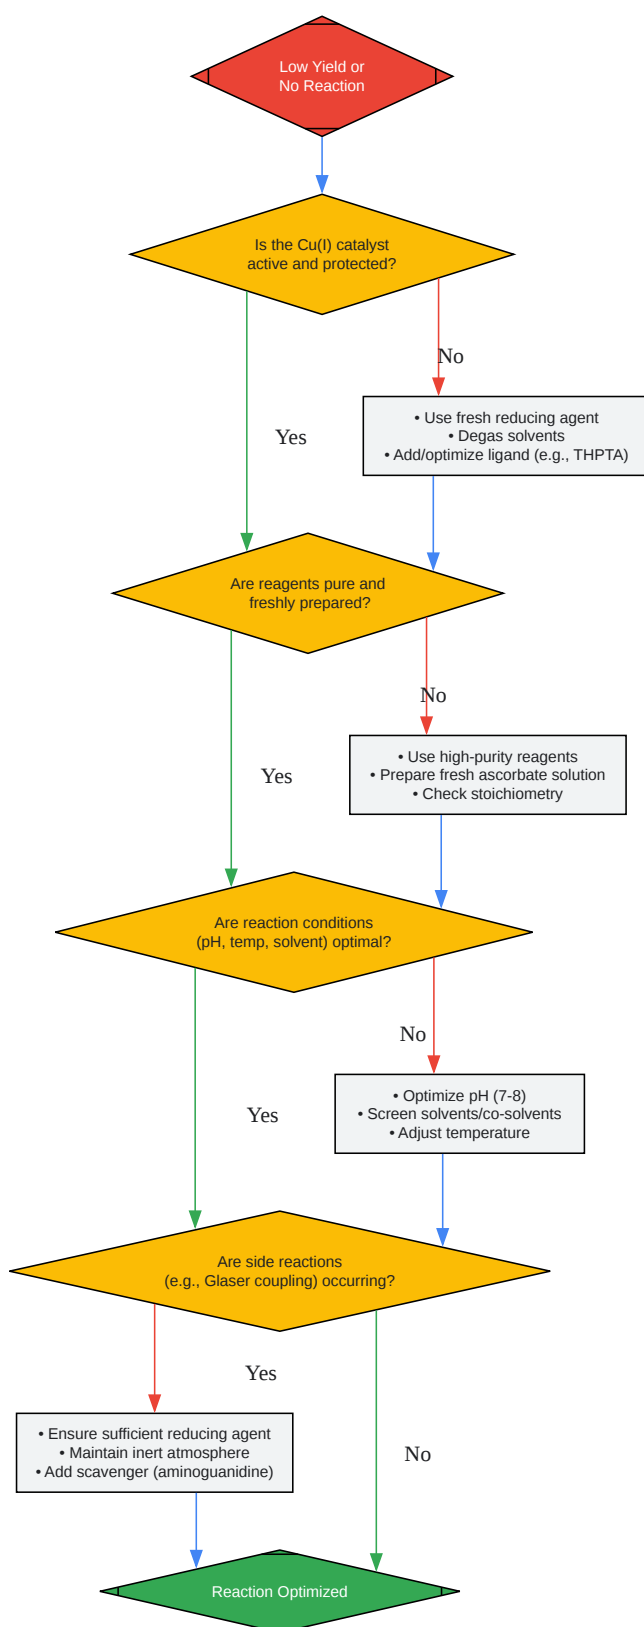 Low Yield or
No Reaction
Is the Cu(I) catalyst
active and protected?
No
• Use fresh reducing agent
• Degas solvents
• Add/optimize ligand (e.g., THPTA)
Yes
Are reagents pure and
freshly prepared?
No
• Use high-purity reagents
• Prepare fresh ascorbate solution
• Check stoichiometry
Yes
Are reaction conditions
(pH, temp, solvent) optimal?
No
• Optimize pH (7-8)
• Screen solvents/co-solvents
• Adjust temperature
Yes
Are side reactions
(e.g., Glaser coupling) occurring?
Yes
• Ensure sufficient reducing agent
• Maintain inert atmosphere
• Add scavenger (aminoguanidine)
No
Reaction Optimized